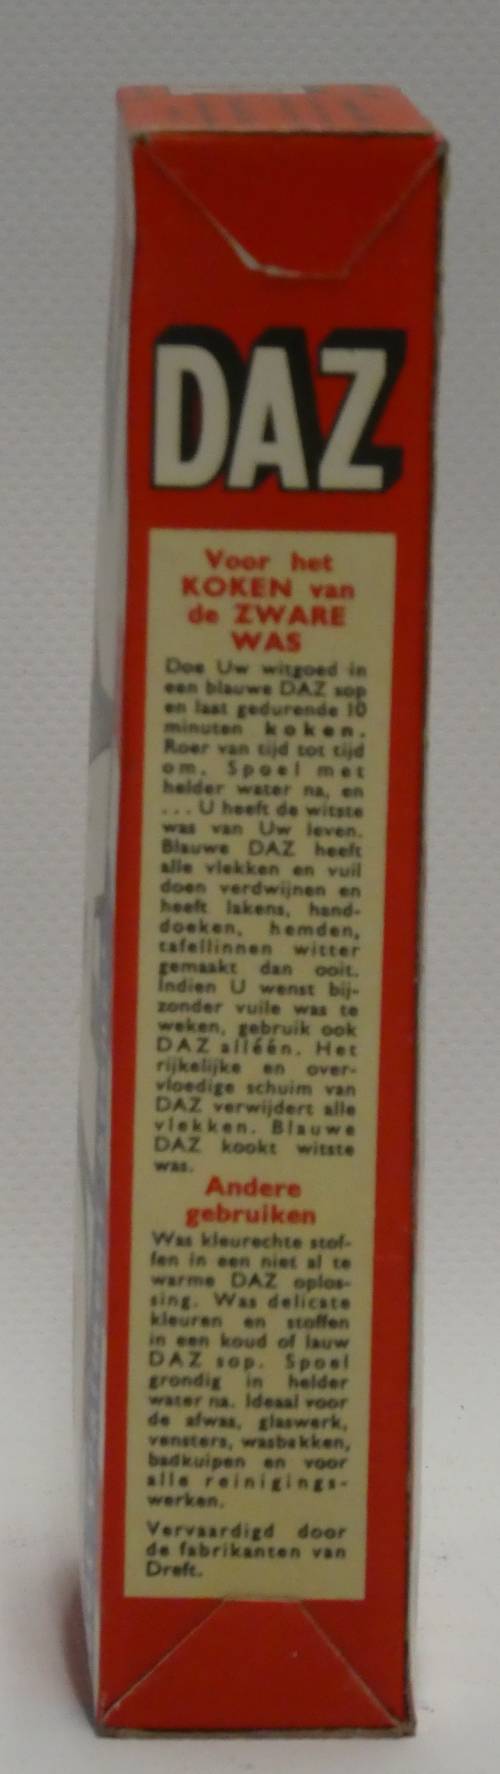 DAZ
Voor het
KOKEN van
de ZWARE
WAS
Doe Uw witgoed in
een blauwe DAZ sop
en laat gedurende 10
minuten koken.
Roer van tijd tot tijd
om. Spoel met
helder water na, en
... U heeft de witste
was van Uw leven.
Blauwe DAZ heeft
alle vlekken en vuil
doen verdwijnen en
heeft lakens, hand-
doeken, hemden,
tafellinnen witter
gemaakt dan ooit.
Indien U wenst bij-
zonder vuile was te
weken, gebruik ook
DAZ alléén. Het
rijkelijke en over-
vloedige schuim van
DAZ verwijdert alle
vlekken. Blauwe
DAZ kookt witste
was.
Andere
gebruiken
Was kleurechte stof-
fen in een niet al te
warme DAZ oplos-
sing. Was delicate
kleuren en stoffen
in een koud of lauw
DAZ sop. Spoel
grondig in helder
water na. Ideaal voor
de afwas, glaswerk,
vensters, wasbakken,
badkuipen en voor
alle reinigings-
werken.
Vervaardigd door
de fabrikanten van
Dreft.